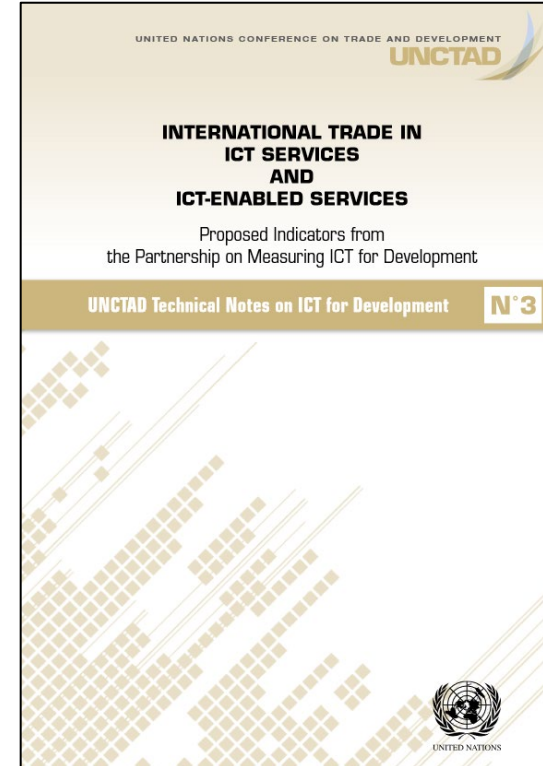 UNITED NATIONS CONFERENCE ON TRADE AND DEVELOPMENT
UNCTAD
INTERNATIONAL TRADE IN
ICT SERVICES
AND
ICT-ENABLED SERVICES
Proposed Indicators from
the Partnership on Measuring ICT for Development
UNCTAD Technical Notes on ICT for Development N°3
UNITED NATIONS